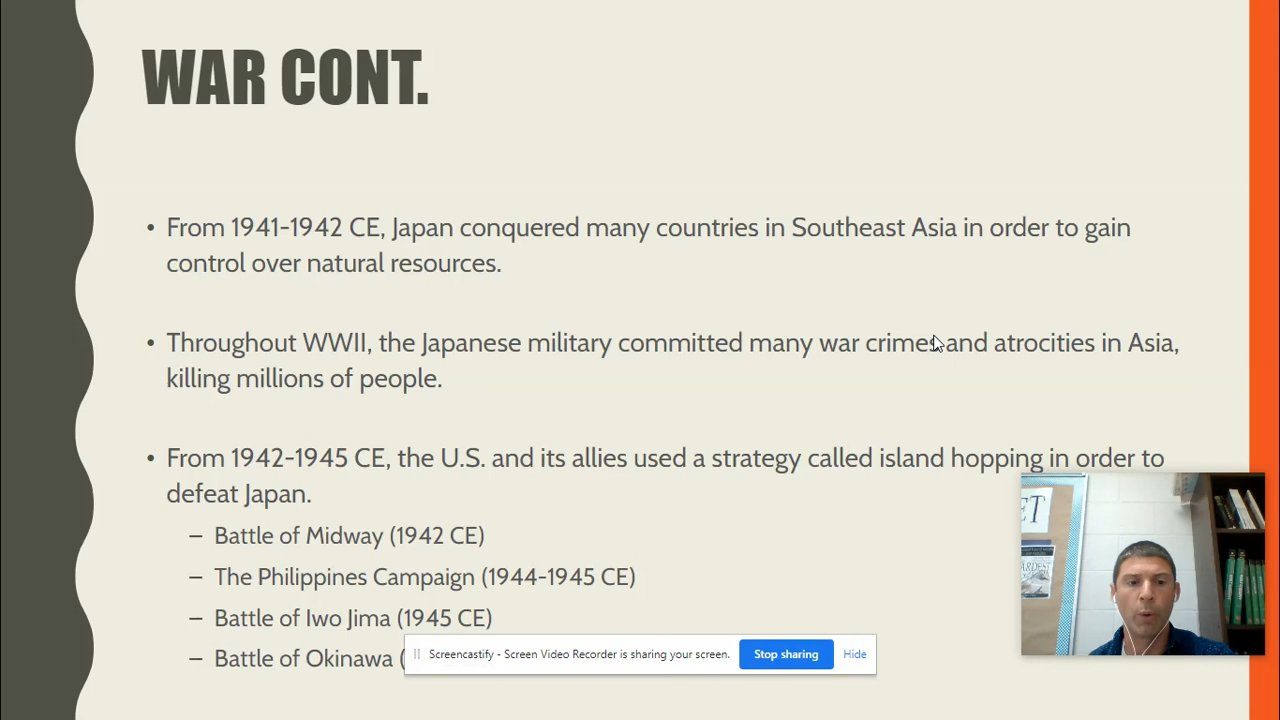 WAR CONT.
• From 1941-1942 CE, Japan conquered many countries in Southeast Asia in order to gain
control over natural resources.
• Throughout WWII, the Japanese military committed many war crimes and atrocities in Asia,
killing millions of people.
• From 1942-1945 CE, the U.S. and its allies used a strategy called island hopping in order to
defeat Japan.
– Battle of Midway (1942 CE)
– The Philippines Campaign (1944-1945 CE)
– Battle of Iwo Jima (1945 CE)
– Battle of Okinawa (
Screencastify - Screen Video Recorder is sharing your screen.
Stop sharing
Hide
ET